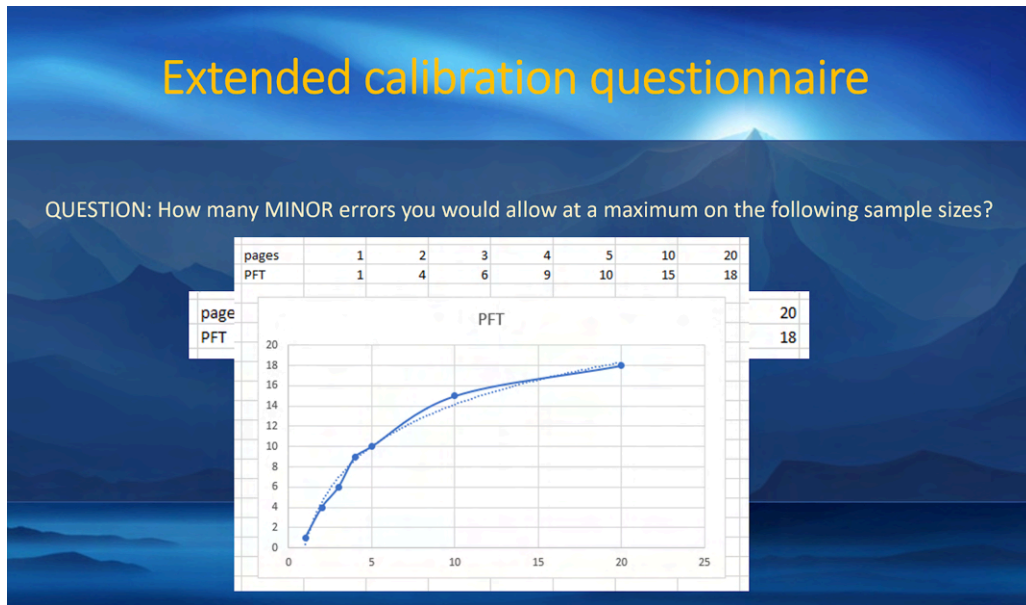 Extended calibration questionnaire
QUESTION: How many MINOR errors you would allow at a maximum on the following sample sizes?
pages 1 2 3 4 5 10 20
PFT 1 4 6 9 10 15 18
page 20
PFT 18
PFT
20
18
16
14
12
10
8
6
4
2
0
0 5 10 15 20 25